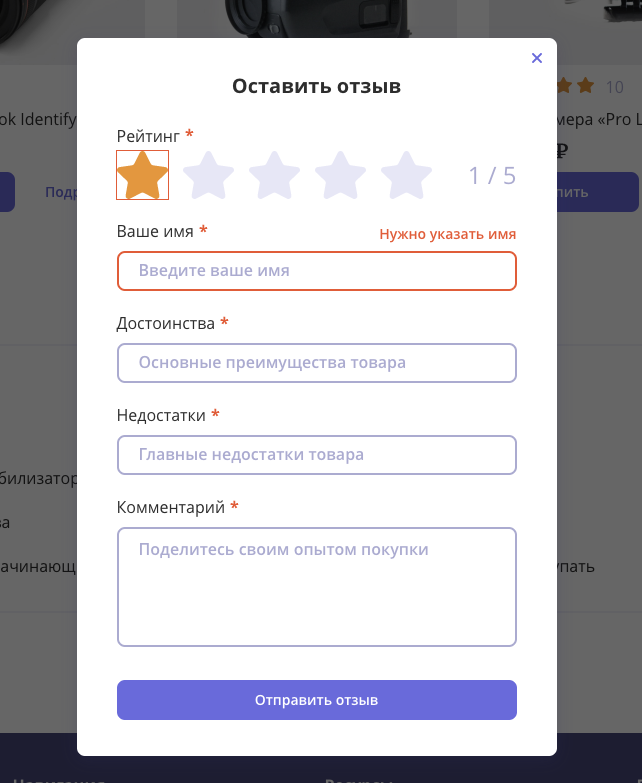 ×
Оставить отзыв
10
ok Identify
мера «Pro L
₽
Рейтинг *
1 / 5
Подр
пить
Ваше имя * Нужно указать имя
Введите ваше имя
Достоинства *
Основные преимущества товара
Недостатки *
Главные недостатки товара
билизатор
Комментарий *
ва
Поделитесь своим опытом покупки
ачинающ
упать
Отправить отзыв
Навигация
Ресурсы